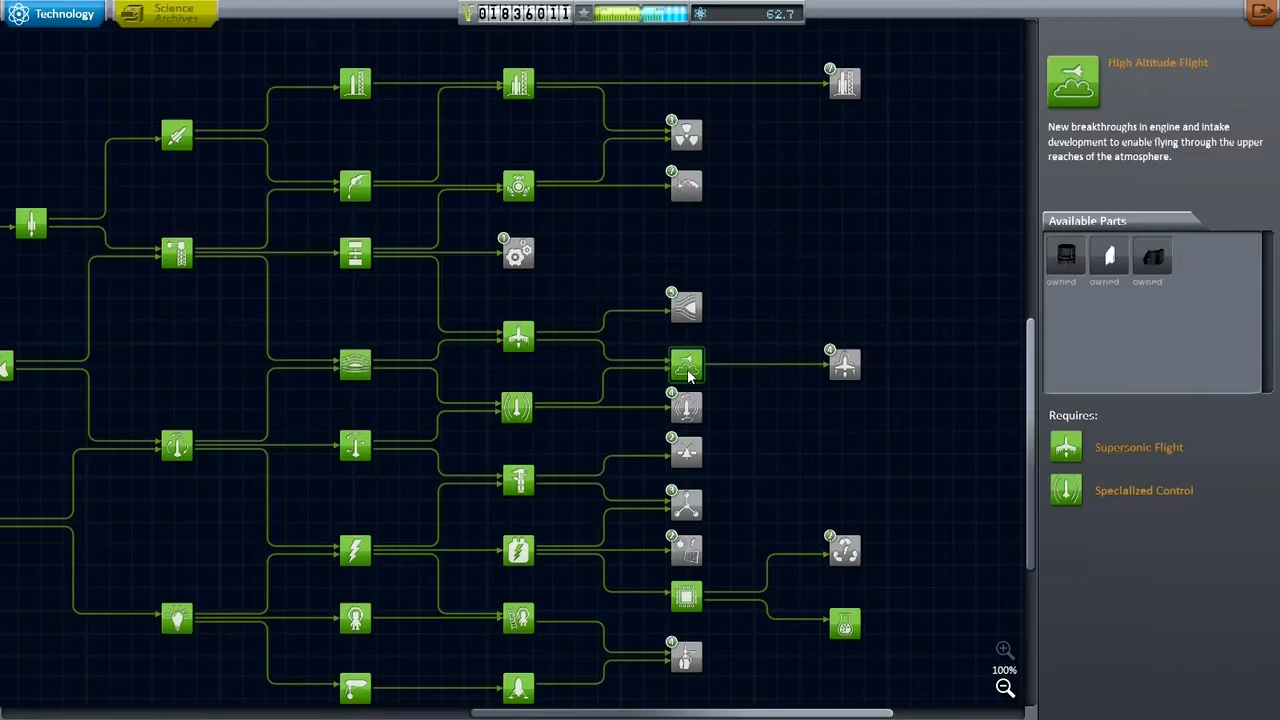 Technology
Science
Archives
01836011
62.7
High Altitude Flight
New breakthroughs in engine and intake
development to enable flying through the upper
reaches of the atmosphere.
Available Parts
owned owned owned
Requires:
Supersonic Flight
Specialized Control
100%